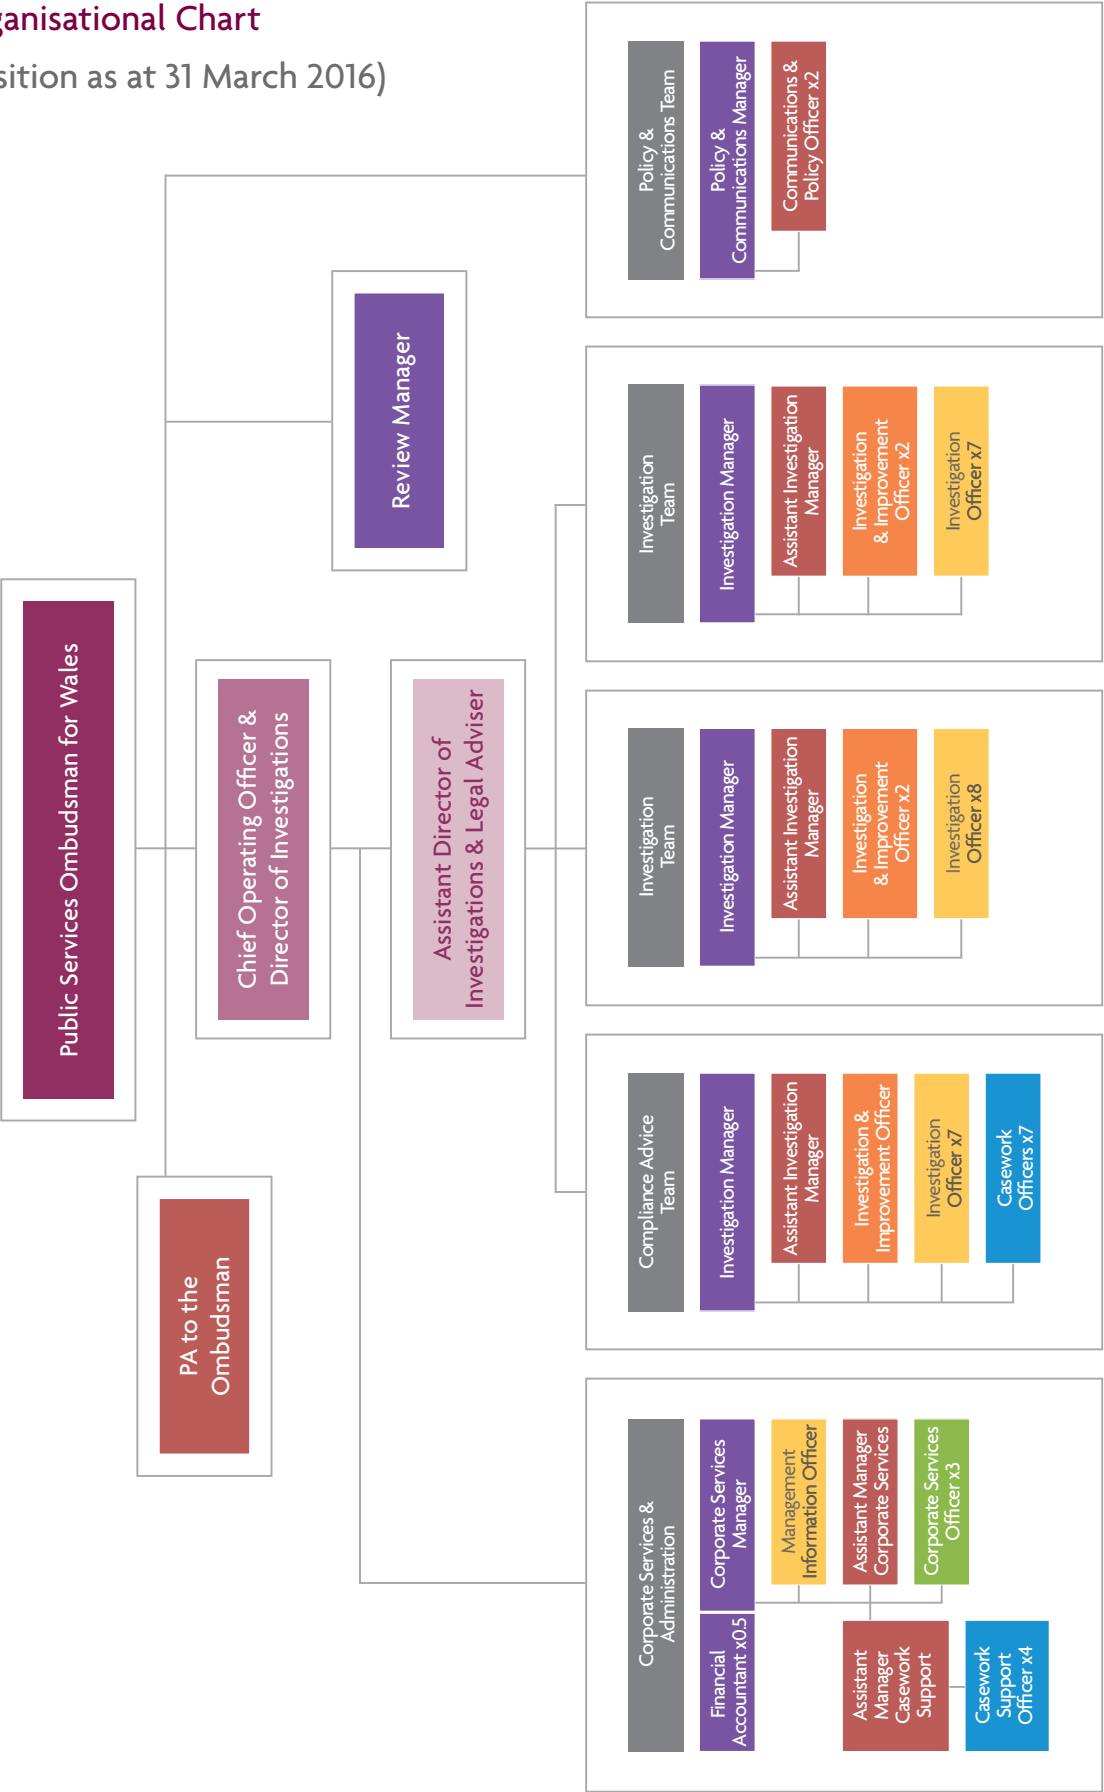 ganisational Chart
sition as at 31 March 2016)
Public Services Ombudsman for Wales
PA to the
Ombudsman
Chief Operating Officer &
Director of Investigations
Review Manager
Assistant Director of
Investigations & Legal Adviser
Corporate Services &
Administration
Financial
Accountant x0.5
Corporate Services
Manager
Management
Information Officer
Assistant Manager
Corporate Services
Corporate Services
Officer x3
Assistant
Manager
Casework
Support
Casework
Support
Officer x4
Compliance Advice
Team
Investigation Manager
Assistant Investigation
Manager
Investigation &
Improvement Officer
Investigation
Officer x7
Casework
Officers x7
Investigation
Team
Investigation Manager
Assistant Investigation
Manager
Investigation
& Improvement
Officer x2
Investigation
Officer x8
Investigation
Team
Investigation Manager
Assistant Investigation
Manager
Investigation
& Improvement
Officer x2
Investigation
Officer x7
Policy &
Communications Team
Policy &
Communications Manager
Communications &
Policy Officer x2